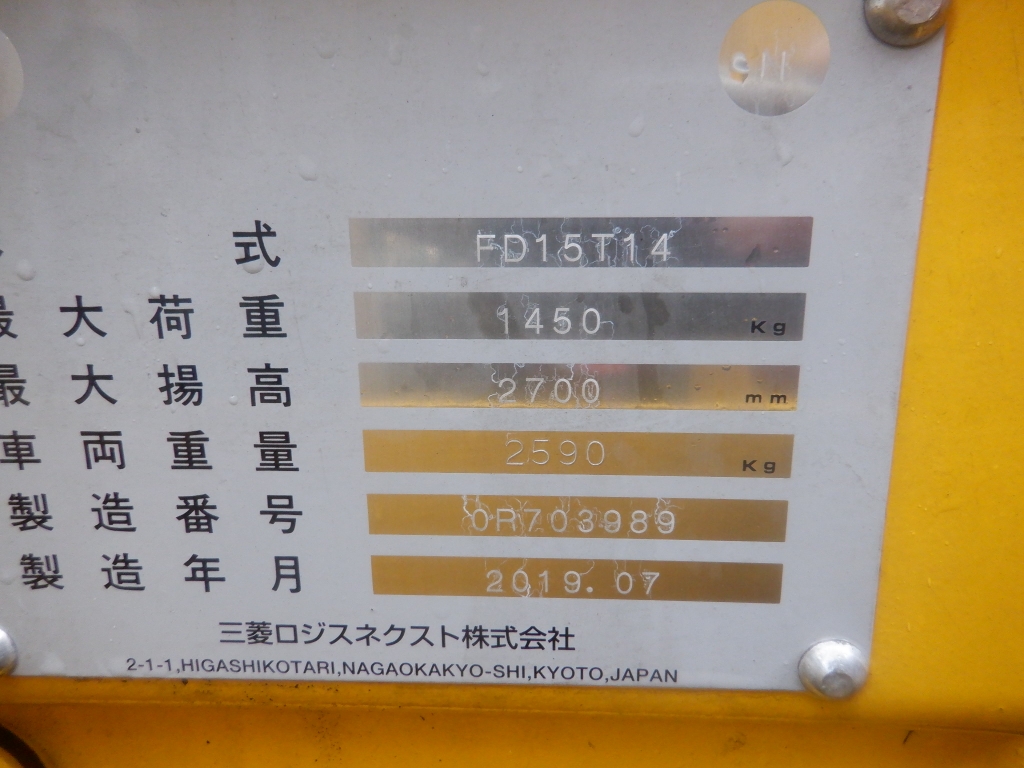 式 FD15T14
最大荷重 1450 Kg
最大揚高 2700 mm
車両重量 2590 Kg
製造番号 0R703989
製造年月 2019.07
三菱ロジスネクスト株式会社
2-1-1,HIGASHIKOTARI,NAGAOKAKYO-SHI,KYOTO,JAPAN